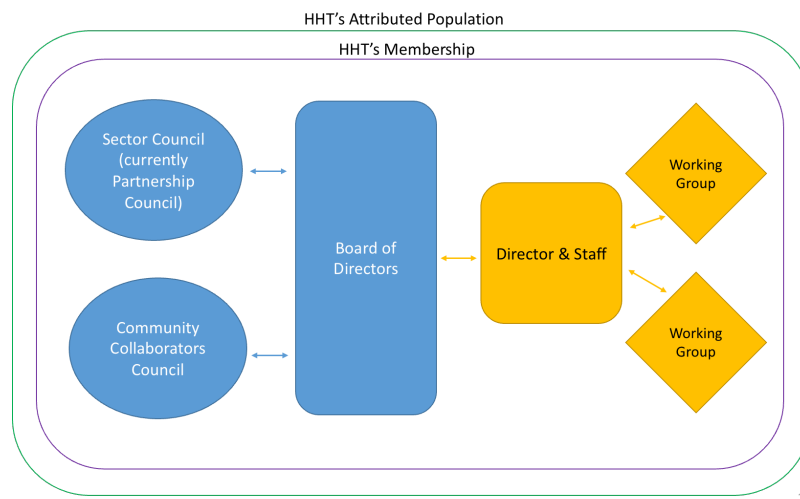 HHT's Attributed Population
HHT's Membership
Sector Council
(currently
Partnership
Council)
Community
Collaborators
Council
Board of
Directors
Director & Staff
Working
Group
Working
Group